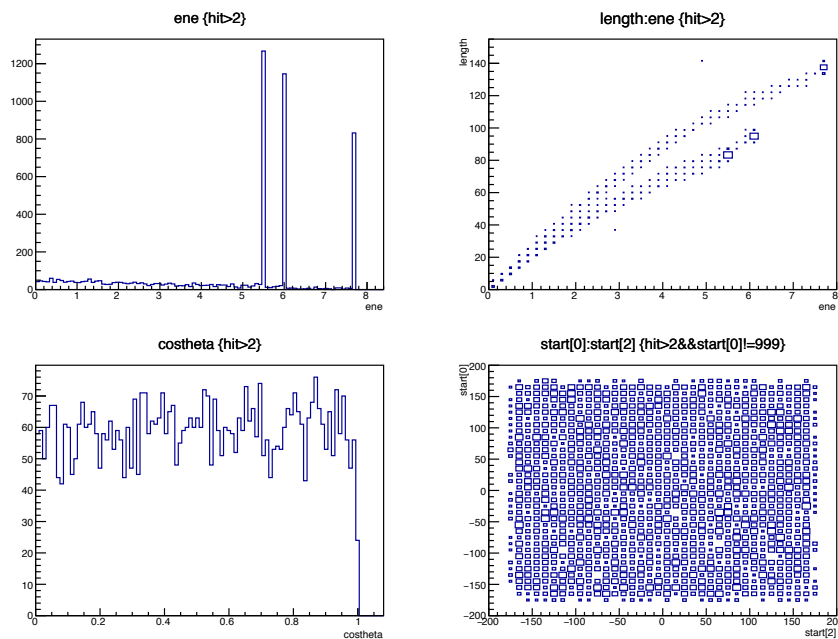 ene {hit>2}
1200
1000
800
600
400
200
0
0 1 2 3 4 5 6 7 8
ene
length:ene {hit>2}
length
140
120
100
80
60
40
20
0
0 1 2 3 4 5 6 7 8
ene
costheta {hit>2}
70
60
50
40
30
20
10
0
0 0.2 0.4 0.6 0.8 1
costheta
start[0]:start[2] {hit>2&&start[0]!=999}
start[0]
200
150
100
50
0
−50
−100
−150
−200
−200 −150 −100 −50 0 50 100 150 200
start[2]